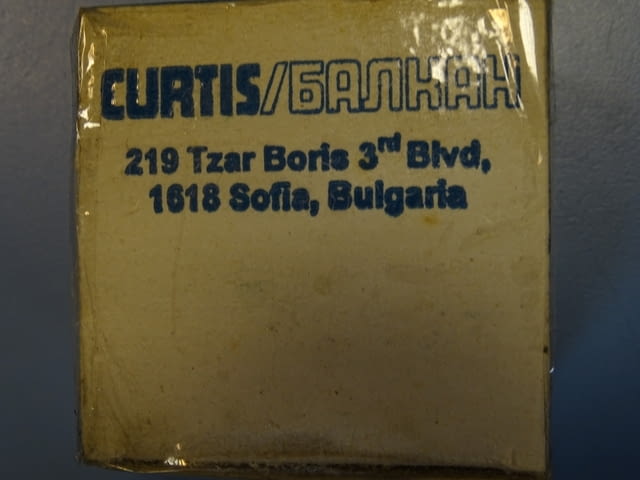 CURTIS/БАЛКАН
219 Tzar Boris 3rd Blvd,
1618 Sofia, Bulgaria